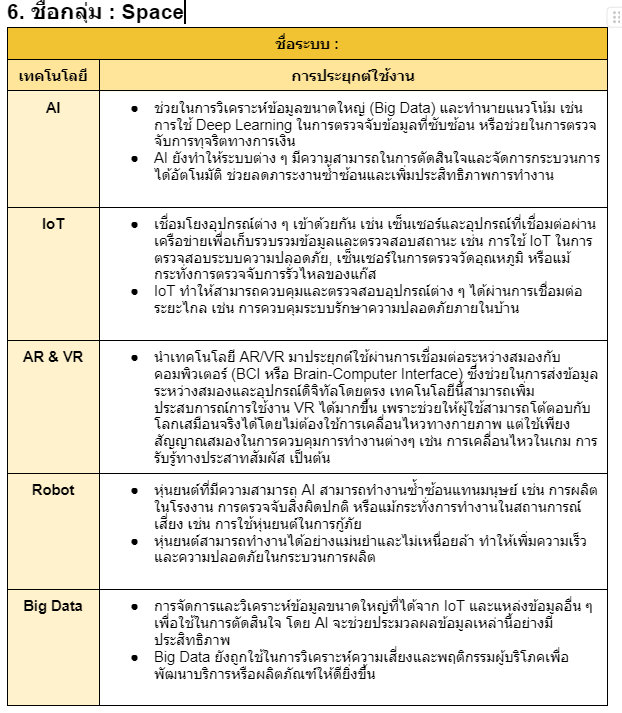 6. ชื่อกลุ่ม : Space
ชื่อระบบ :
เทคโนโลยี
การประยุกต์ใช้งาน
AI
● ช่วยในการวิเคราะห์ข้อมูลขนาดใหญ่ (Big Data) และทำนายแนวโน้ม เช่น
การใช้ Deep Learning ในการตรวจจับข้อมูลที่ซับซ้อน หรือช่วยในการตรวจ
จับการทุจริตทางการเงิน
● AI ยังทำให้ระบบต่าง ๆ มีความสามารถในการตัดสินใจและจัดการกระบวนการ
ได้อัตโนมัติ ช่วยลดภาระงานซ้ำซ้อนและเพิ่มประสิทธิภาพการทำงาน
IoT
● เชื่อมโยงอุปกรณ์ต่าง ๆ เข้าด้วยกัน เช่น เซ็นเซอร์และอุปกรณ์ที่เชื่อมต่อผ่าน
เครือข่ายเพื่อเก็บรวบรวมข้อมูลและตรวจสอบสถานะ เช่น การใช้ IoT ในการ
ตรวจสอบระบบความปลอดภัย, เซ็นเซอร์ในการตรวจวัดอุณหภูมิ หรือแม้
กระทั่งการตรวจจับการรั่วไหลของแก๊ส
● IoT ทำให้สามารถควบคุมและตรวจสอบอุปกรณ์ต่าง ๆ ได้ผ่านการเชื่อมต่อ
ระยะไกล เช่น การควบคุมระบบรักษาความปลอดภัยภายในบ้าน
AR & VR
● นำเทคโนโลยี AR/VR มาประยุกต์ใช้ผ่านการเชื่อมต่อระหว่างสมองกับ
คอมพิวเตอร์ (BCI หรือ Brain-Computer Interface) ซึ่งช่วยในการส่งข้อมูล
ระหว่างสมองและอุปกรณ์ดิจิทัลโดยตรง เทคโนโลยีนี้สามารถเพิ่ม
ประสบการณ์การใช้งาน VR ได้มากขึ้น เพราะช่วยให้ผู้ใช้สามารถโต้ตอบกับ
โลกเสมือนจริงได้โดยไม่ต้องใช้การเคลื่อนไหวทางกายภาพ แต่ใช้เพียง
สัญญาณสมองในการควบคุมการทำงานต่างๆ เช่น การเคลื่อนไหวในเกม การ
รับรู้ทางประสาทสัมผัส เป็นต้น
Robot
● หุ่นยนต์ที่มีความสามารถ AI สามารถทำงานซ้ำซ้อนแทนมนุษย์ เช่น การผลิต
ในโรงงาน การตรวจจับสิ่งผิดปกติ หรือแม้กระทั่งการทำงานในสถานการณ์
เสี่ยง เช่น การใช้หุ่นยนต์ในการกู้ภัย
● หุ่นยนต์สามารถทำงานได้อย่างแม่นยำและไม่เหนื่อยล้า ทำให้เพิ่มความเร็ว
และความปลอดภัยในกระบวนการผลิต
Big Data
● การจัดการและวิเคราะห์ข้อมูลขนาดใหญ่ที่ได้จาก IoT และแหล่งข้อมูลอื่น ๆ
เพื่อใช้ในการตัดสินใจ โดย AI จะช่วยประมวลผลข้อมูลเหล่านี้อย่างมี
ประสิทธิภาพ
● Big Data ยังถูกใช้ในการวิเคราะห์ความเสี่ยงและพฤติกรรมผู้บริโภคเพื่อ
พัฒนาบริการหรือผลิตภัณฑ์ให้ดียิ่งขึ้น